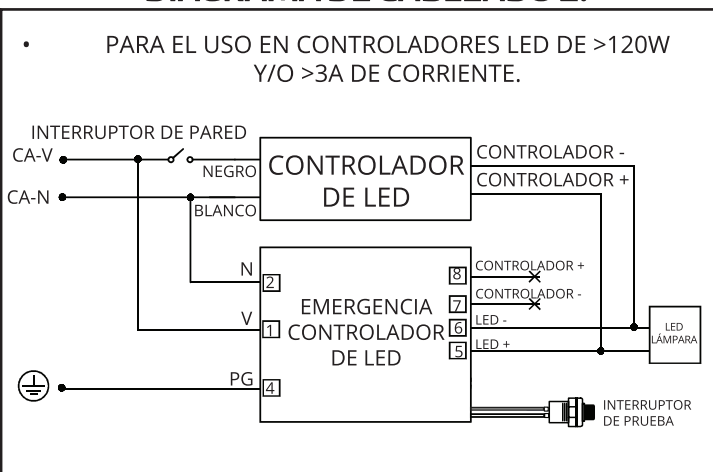 DIAGRAMA DE CABLEADO 2:
• PARA EL USO EN CONTROLADORES LED DE >120W
Y/O >3A DE CORRIENTE.
INTERRUPTOR DE PARED
CA-V
NEGRO
CA-N
BLANCO
CONTROLADOR
DE LED
CONTROLADOR -
CONTROLADOR +
N
2
V
1
PG
4
EMERGENCIA
CONTROLADOR
DE LED
8
CONTROLADOR +
7
CONTROLADOR -
6
LED -
5
LED +
LED
LÁMPARA
INTERRUPTOR
DE PRUEBA